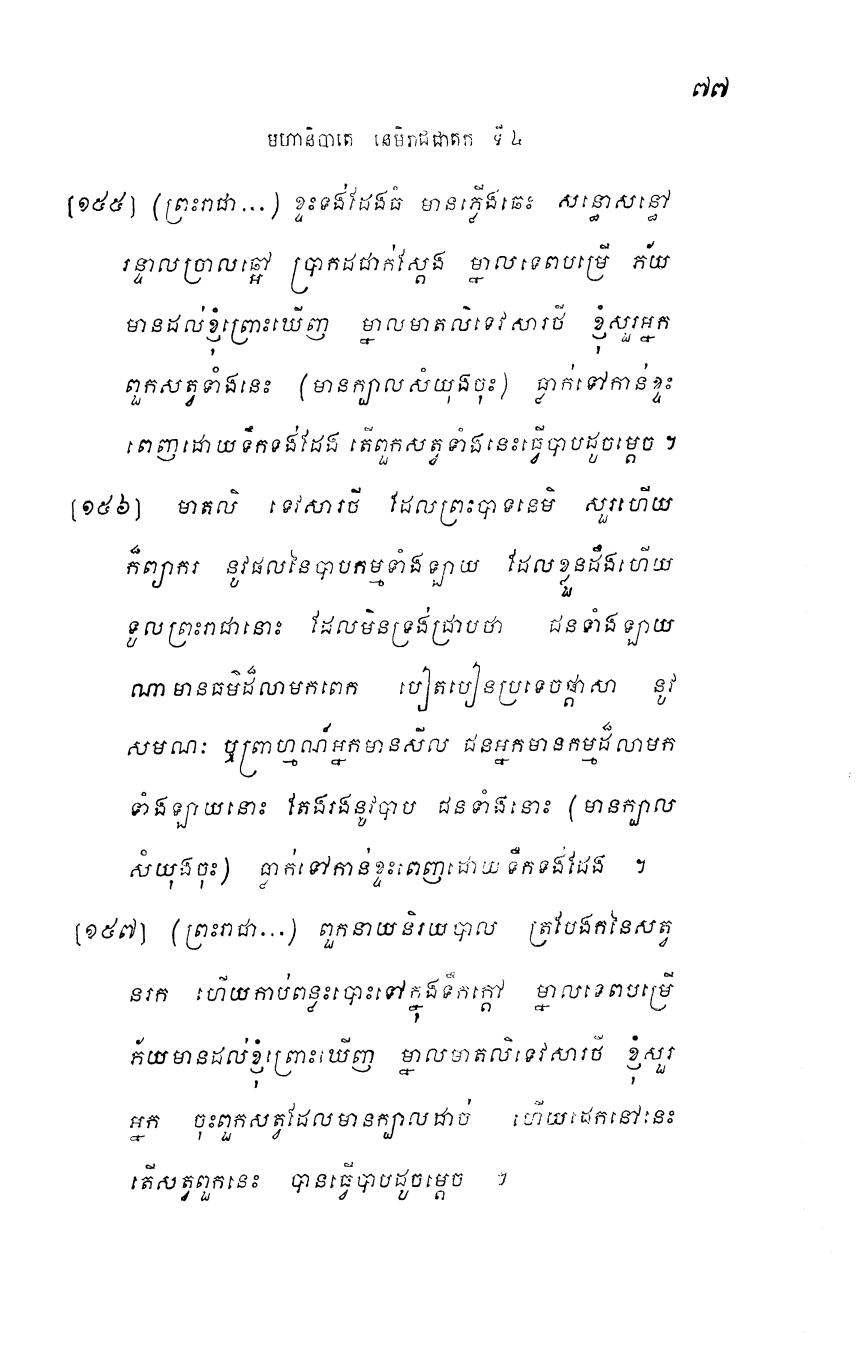 ៧៧
មហានិបាតេ នេមិរាជជាតក ទី ៤
[១៥៥] (ព្រះរាជា...) ខ្ទះទង់ដែងធំ មានភ្លើងឆេះ សន្ធោសន្ធៅ
រន្ទាលច្រាលឆ្អៅ ប្រាកដជាក់ស្តែង ម្នាលទេពបម្រើ ភ័យ
មានដល់ខ្ញុំព្រោះឃើញ ម្នាលមាតលិទេវសារថី ខ្ញុំសួរអ្នក
ពួកសត្វទាំងនេះ (មានក្បាលសំយុងចុះ) ធ្លាក់ទៅកាន់ខ្ទះ
ពេញដោយទឹកទង់ដែង តើពួកសត្វទាំងនេះធ្វើបាបដូចម្តេច ។
[១៥៦] មាតលិ ទេវសារថី ដែលព្រះបាទនេមិ សួរហើយ
ក៏ព្យាករ នូវផលនៃបាបកម្មទាំងឡាយ ដែលខ្លួនដឹងហើយ
ទូលព្រះរាជានោះ ដែលមិនទ្រង់ជ្រាបថា ជនទាំងឡាយ
ណាមានធម៌ដ៏លាមកពេក បៀតបៀនប្រទេចផ្តាសា នូវ
សមណៈ ឬព្រាហ្មណ៍អ្នកមានសីល ជនអ្នកមានកម្មដ៏លាមក
ទាំងឡាយនោះ តែងរងនូវបាប ជនទាំងនោះ (មានក្បាល
សំយុងចុះ) ធ្លាក់ទៅកាន់ខ្ទះពេញដោយទឹកទង់ដែង ។
[១៥៧] (ព្រះរាជា...) ពួកនាយនិរយបាល ត្របែងកនៃសត្វ
នរក ហើយកាប់ពន្លះបោះទៅក្នុងទឹកក្តៅ ម្នាលទេពបម្រើ
ភ័យមានដល់ខ្ញុំព្រោះឃើញ ម្នាលមាតលិទេវសារថី ខ្ញុំសួរ
អ្នក ចុះពួកសត្វដែលមានក្បាលដាច់ ហើយដេកនៅនេះ
តើសត្វពួកនេះ បានធ្វើបាបដូចម្តេច ។